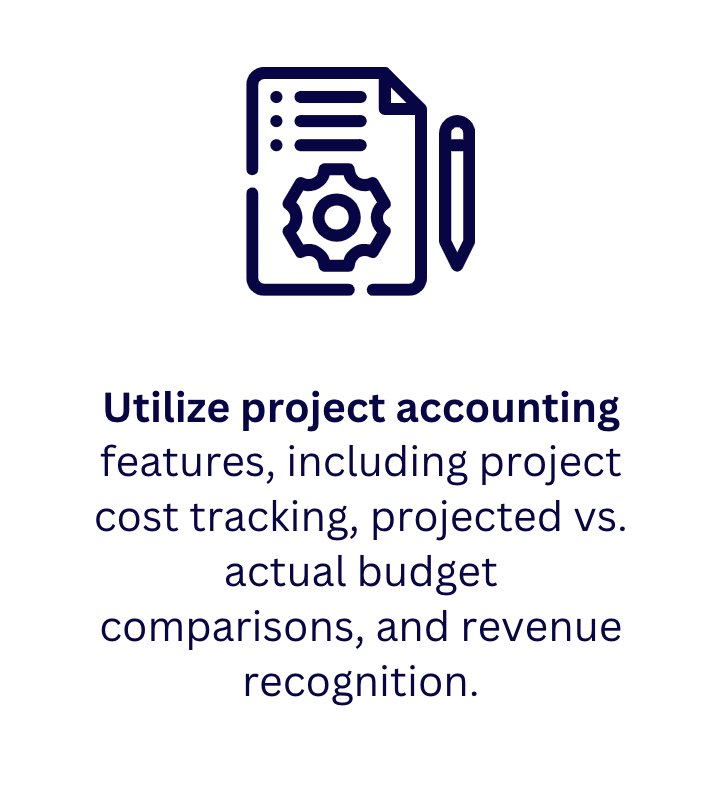 Utilize project accounting
features, including project
cost tracking, projected vs.
actual budget
comparisons, and revenue
recognition.